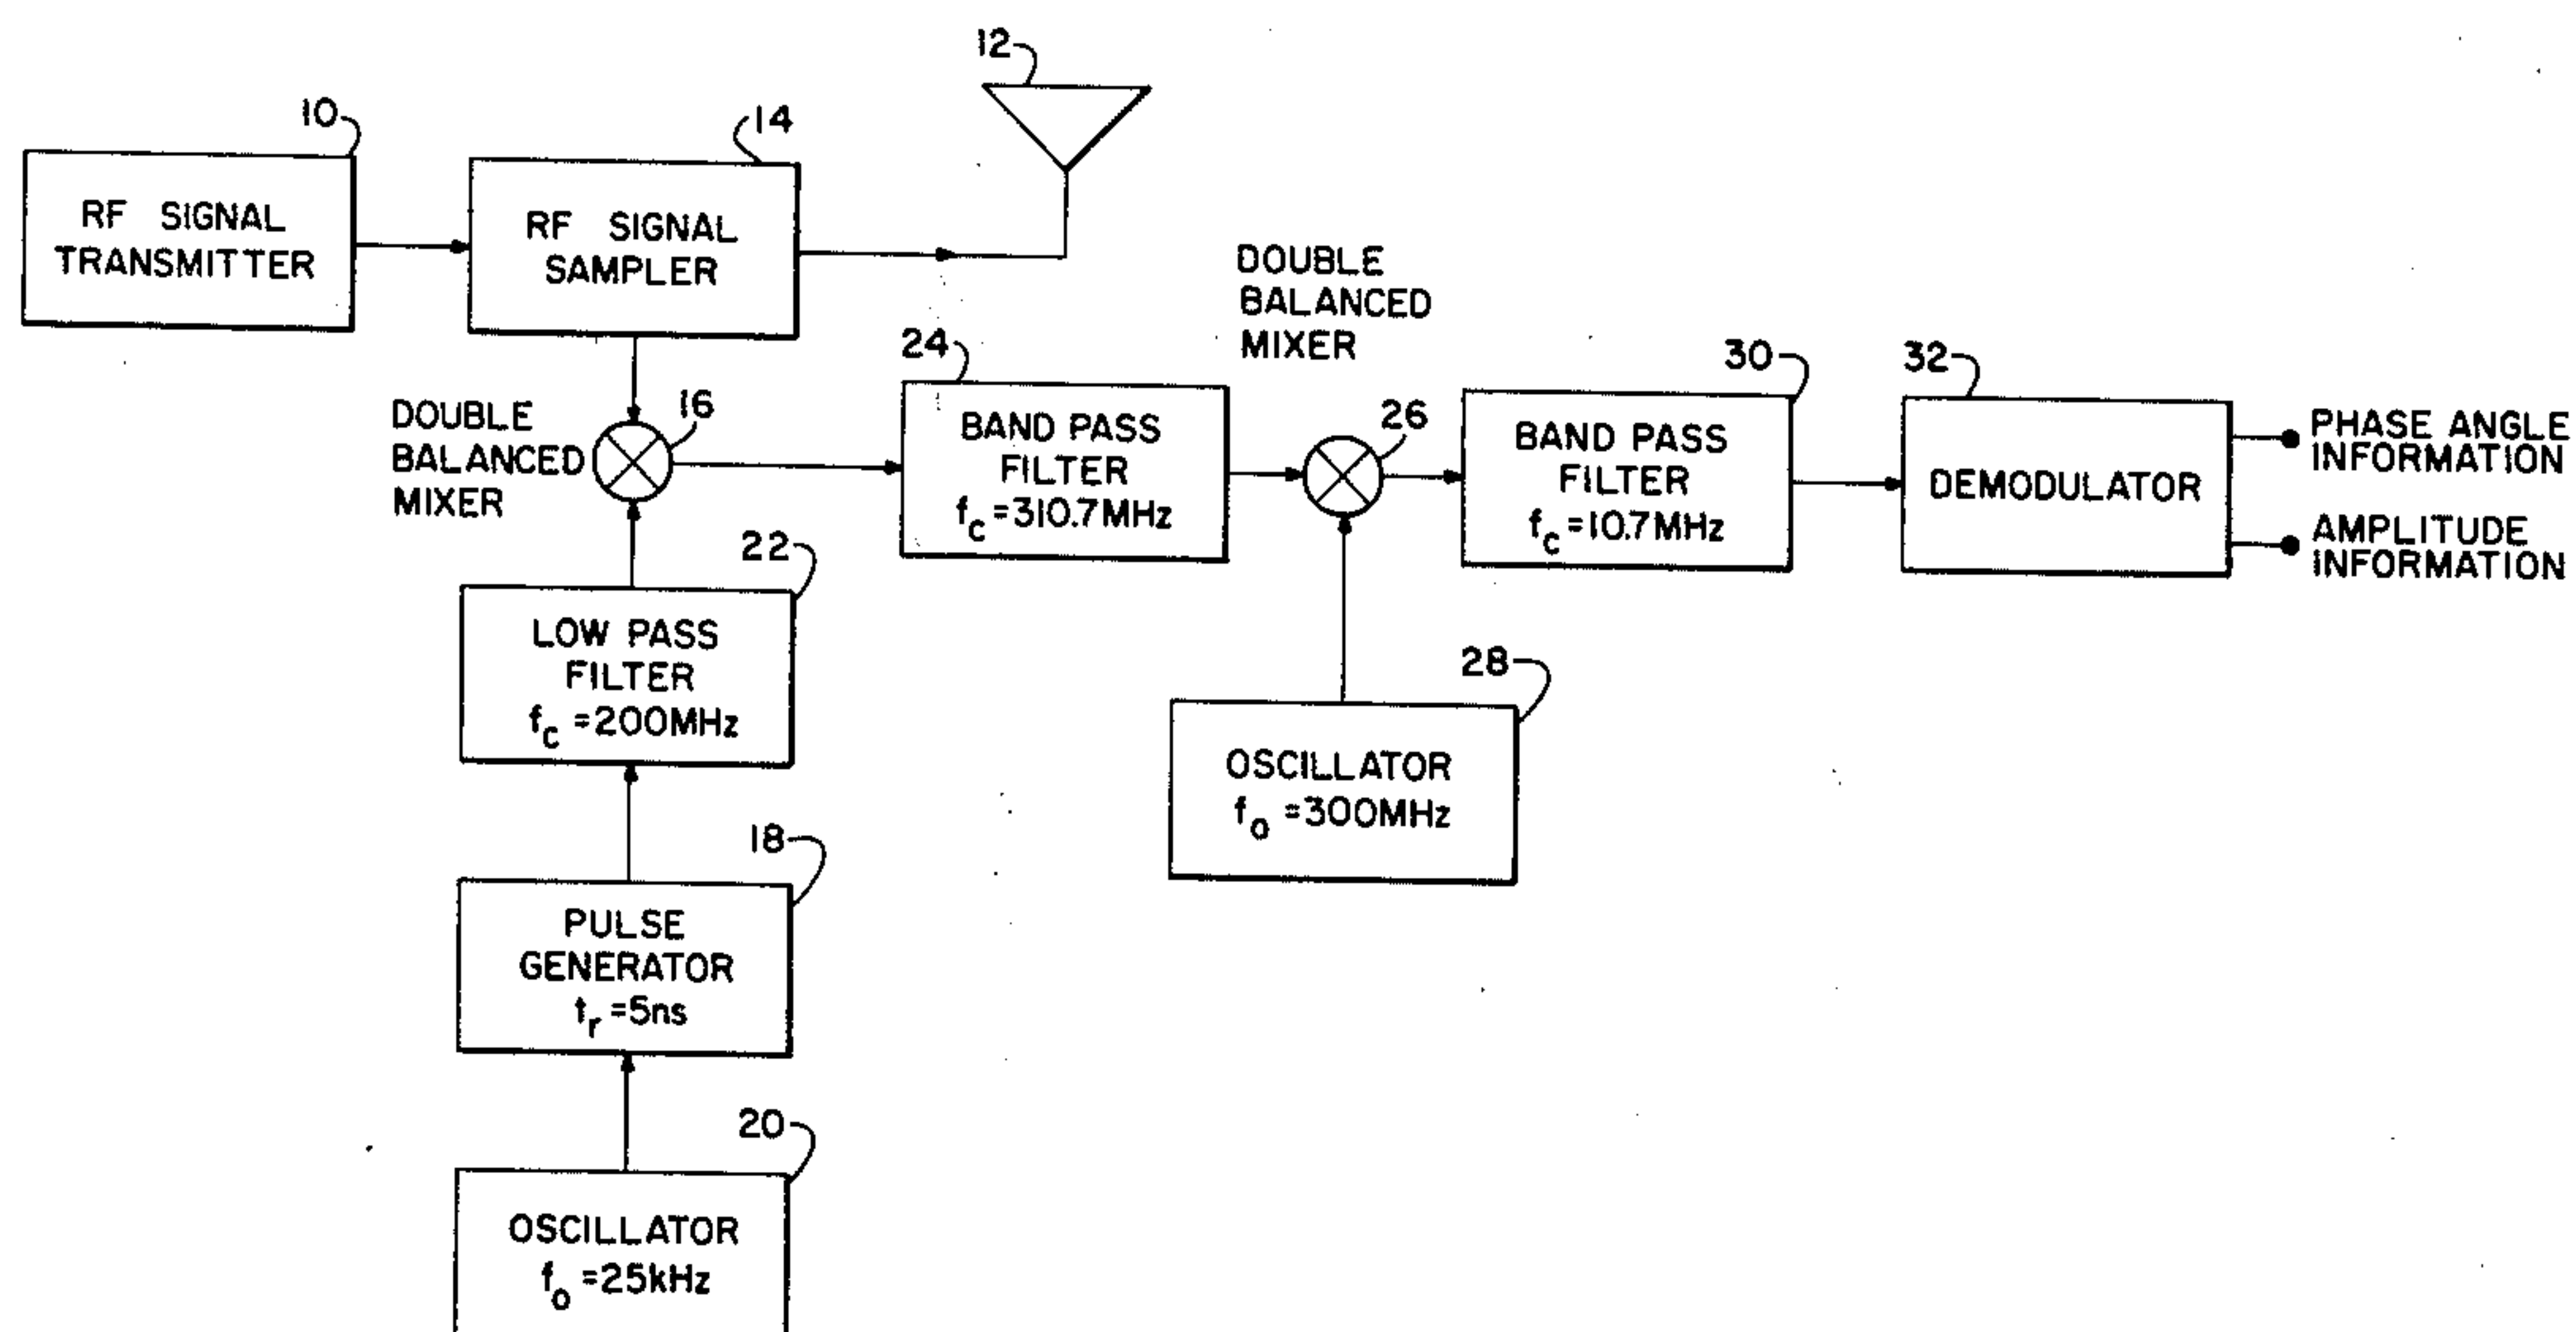 12
10
14
RF SIGNAL
TRANSMITTER
RF SIGNAL
SAMPLER
DOUBLE
BALANCED
MIXER
24
30
32
DOUBLE
BALANCED
MIXER
16
BAND PASS
FILTER
fc =310.7MHz
26
BAND PASS
FILTER
fc =10.7MHz
DEMODULATOR
PHASE ANGLE
INFORMATION
AMPLITUDE
INFORMATION
22
LOW PASS
FILTER
fc =200MHz
28
OSCILLATOR
fo =300MHz
18
PULSE
GENERATOR
tr =5ns
20
OSCILLATOR
fo =25kHz